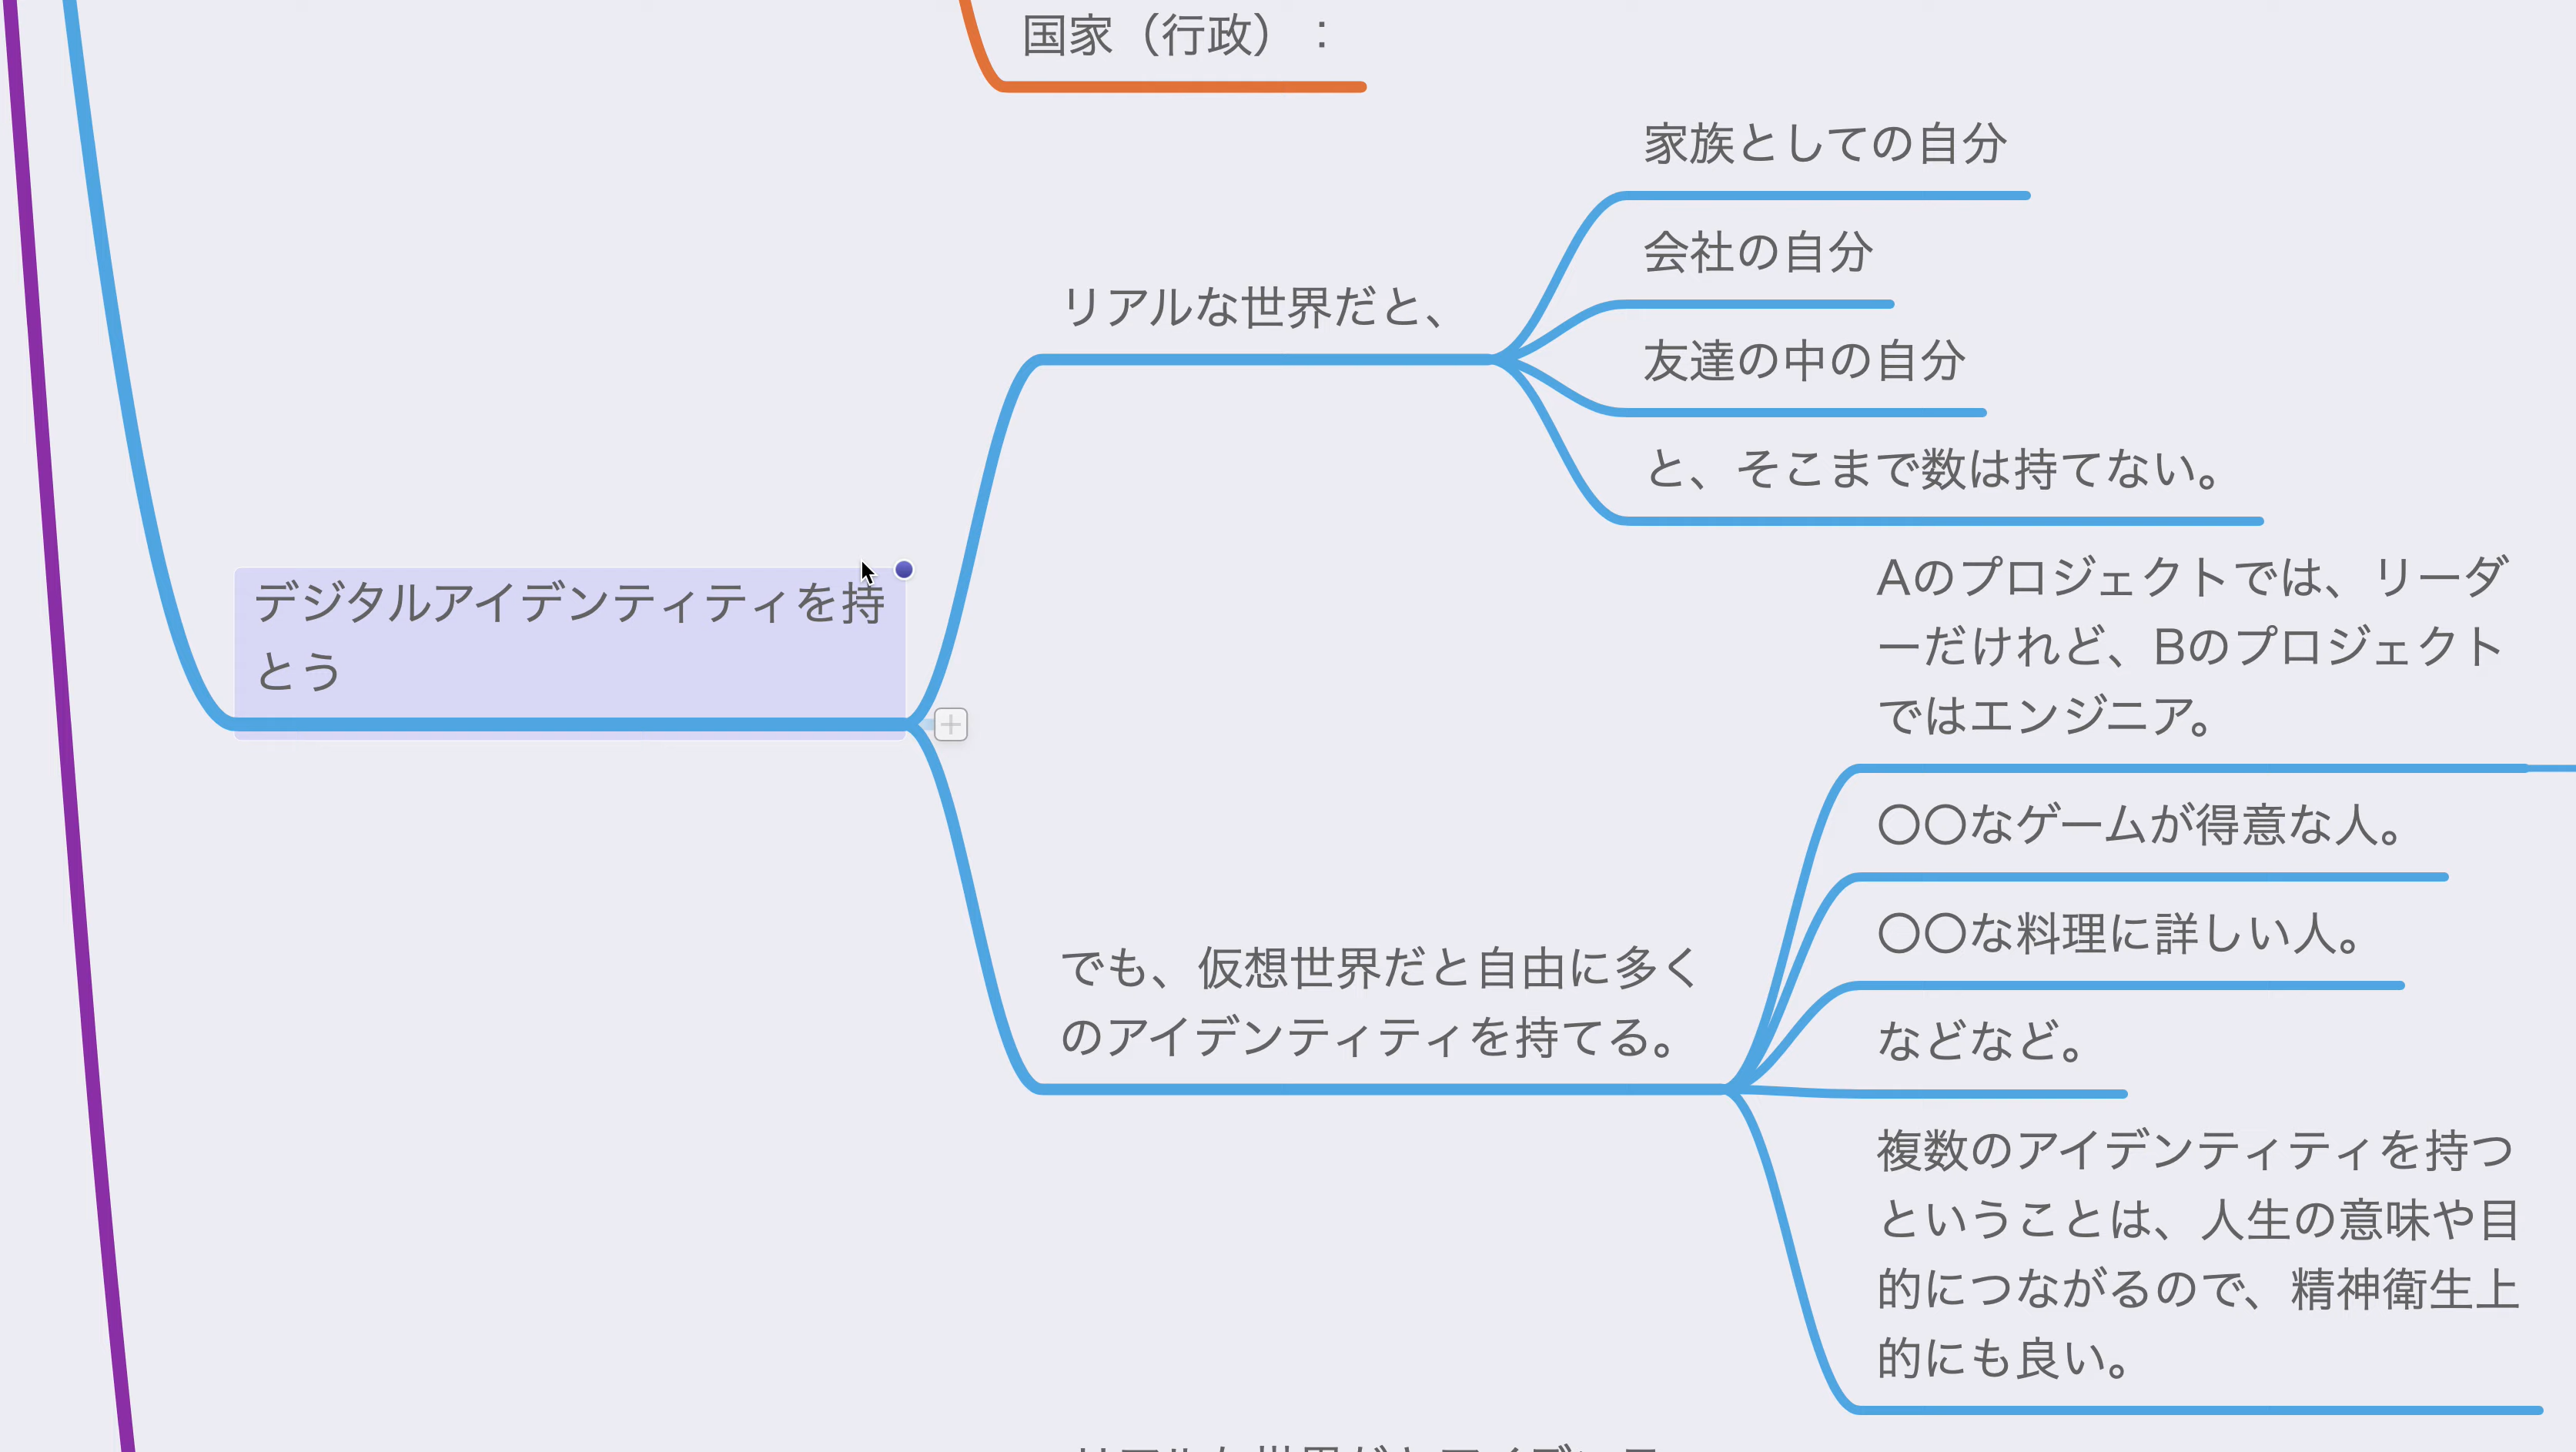 国家（行政）：
家族としての自分
会社の自分
リアルな世界だと、
友達の中の自分
と、そこまで数は持てない。
デジタルアイデンティティを持
とう
Aのプロジェクトでは、リーダ
ーだけれど、Bのプロジェクト
ではエンジニア。
〇〇なゲームが得意な人。
〇〇な料理に詳しい人。
でも、仮想世界だと自由に多く
のアイデンティティを持てる。
などなど。
複数のアイデンティティを持つ
ということは、人生の意味や目
的につながるので、精神衛生上
的にも良い。